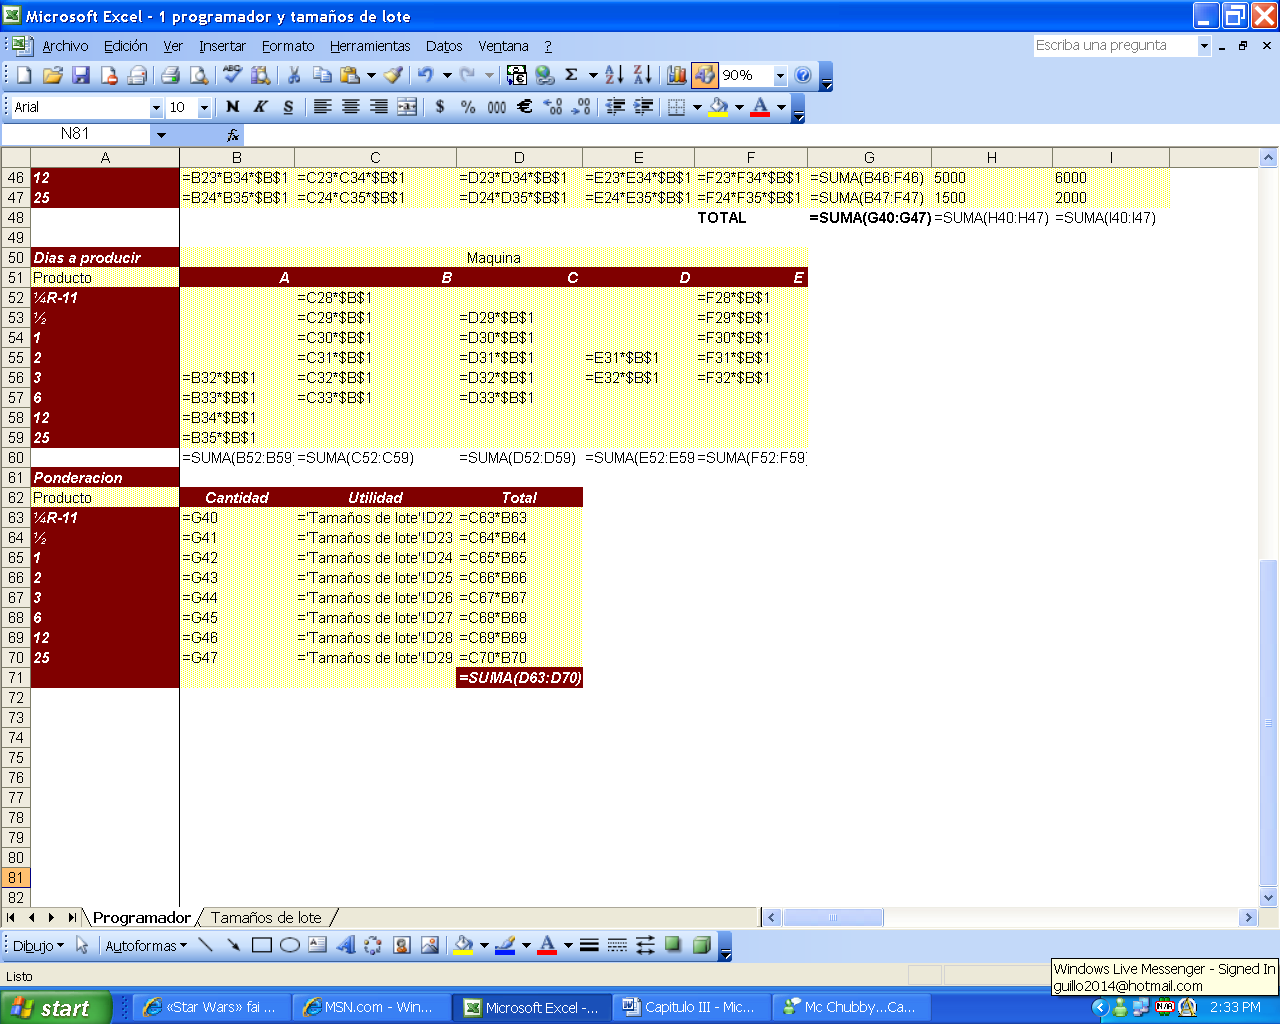 Microsoft Excel - 1 programador y tamaños de lote
Archivo Edición Ver Insertar Formato Herramientas Datos Ventana ? Escriba una pregunta
90%
Arial 10 N K S $ % 000 €
N81 fx
A B C D E F G H I
46 12 =B23*B34*$B$1 =C23*C34*$B$1 =D23*D34*$B$1 =E23*E34*$B$1 =F23*F34*$B$1 =SUMA(B46:F46) 5000 6000
47 25 =B24*B35*$B$1 =C24*C35*$B$1 =D24*D35*$B$1 =E24*E35*$B$1 =F24*F35*$B$1 =SUMA(B47:F47) 1500 2000
48 TOTAL =SUMA(G40:G47) =SUMA(H40:H47) =SUMA(I40:I47)
49
50 Dias a producir Maquina
51 Producto A B C D E
52 ¼R-11 =C28*$B$1 =F28*$B$1
53 ½ =C29*$B$1 =D29*$B$1 =F29*$B$1
54 1 =C30*$B$1 =D30*$B$1 =F30*$B$1
55 2 =C31*$B$1 =D31*$B$1 =E31*$B$1 =F31*$B$1
56 3 =B32*$B$1 =C32*$B$1 =D32*$B$1 =E32*$B$1 =F32*$B$1
57 6 =B33*$B$1 =C33*$B$1 =D33*$B$1
58 12 =B34*$B$1
59 25 =B35*$B$1
60 =SUMA(B52:B59) =SUMA(C52:C59) =SUMA(D52:D59) =SUMA(E52:E59 =SUMA(F52:F59)
61 Ponderacion
62 Producto Cantidad Utilidad Total
63 ¼R-11 =G40 ='Tamaños de lote'!D22 =C63*B63
64 ½ =G41 ='Tamaños de lote'!D23 =C64*B64
65 1 =G42 ='Tamaños de lote'!D24 =C65*B65
66 2 =G43 ='Tamaños de lote'!D25 =C66*B66
67 3 =G44 ='Tamaños de lote'!D26 =C67*B67
68 6 =G45 ='Tamaños de lote'!D27 =C68*B68
69 12 =G46 ='Tamaños de lote'!D28 =C69*B69
70 25 =G47 ='Tamaños de lote'!D29 =C70*B70
71 =SUMA(D63:D70)
72
73
74
75
76
77
78
79
80
81
82
Programador Tamaños de lote
Dibujo Autoformas
Listo
Windows Live Messenger - Signed In
guillo2014@hotmail.com
start «Star Wars» fai ... MSN.com - Win... Microsoft Excel -... Capitulo III - Mic... Mc Chubby...Ca... 2:33 PM